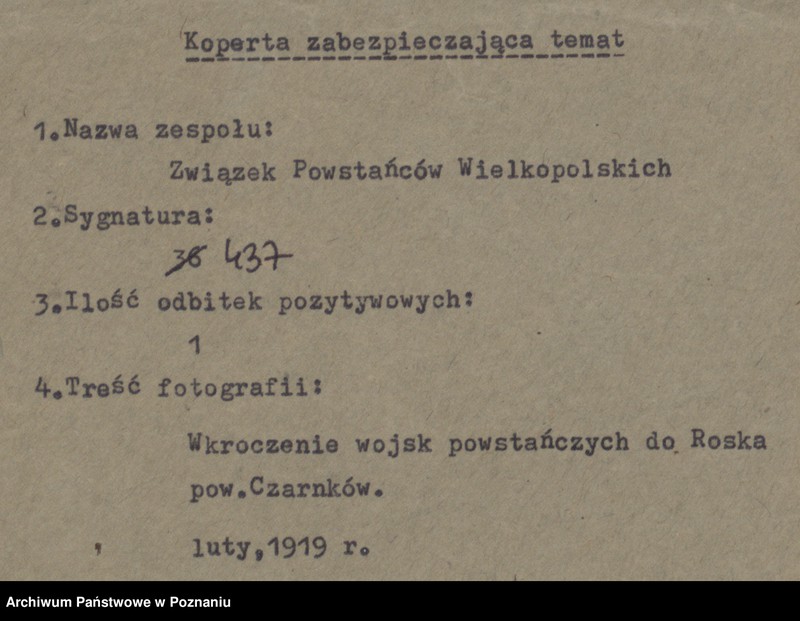 Koperta zabezpieczająca temat
1.Nazwa zespołu:
Związek Powstańców Wielkopolskich
2.Sygnatura:
36 437
3.Ilość odbitek pozytywowych:
1
4.Treść fotografii:
Wkroczenie wojsk powstańczych do Roska
pow.Czarnków.
luty,1919 r.
Archiwum Państwowe w Poznaniu